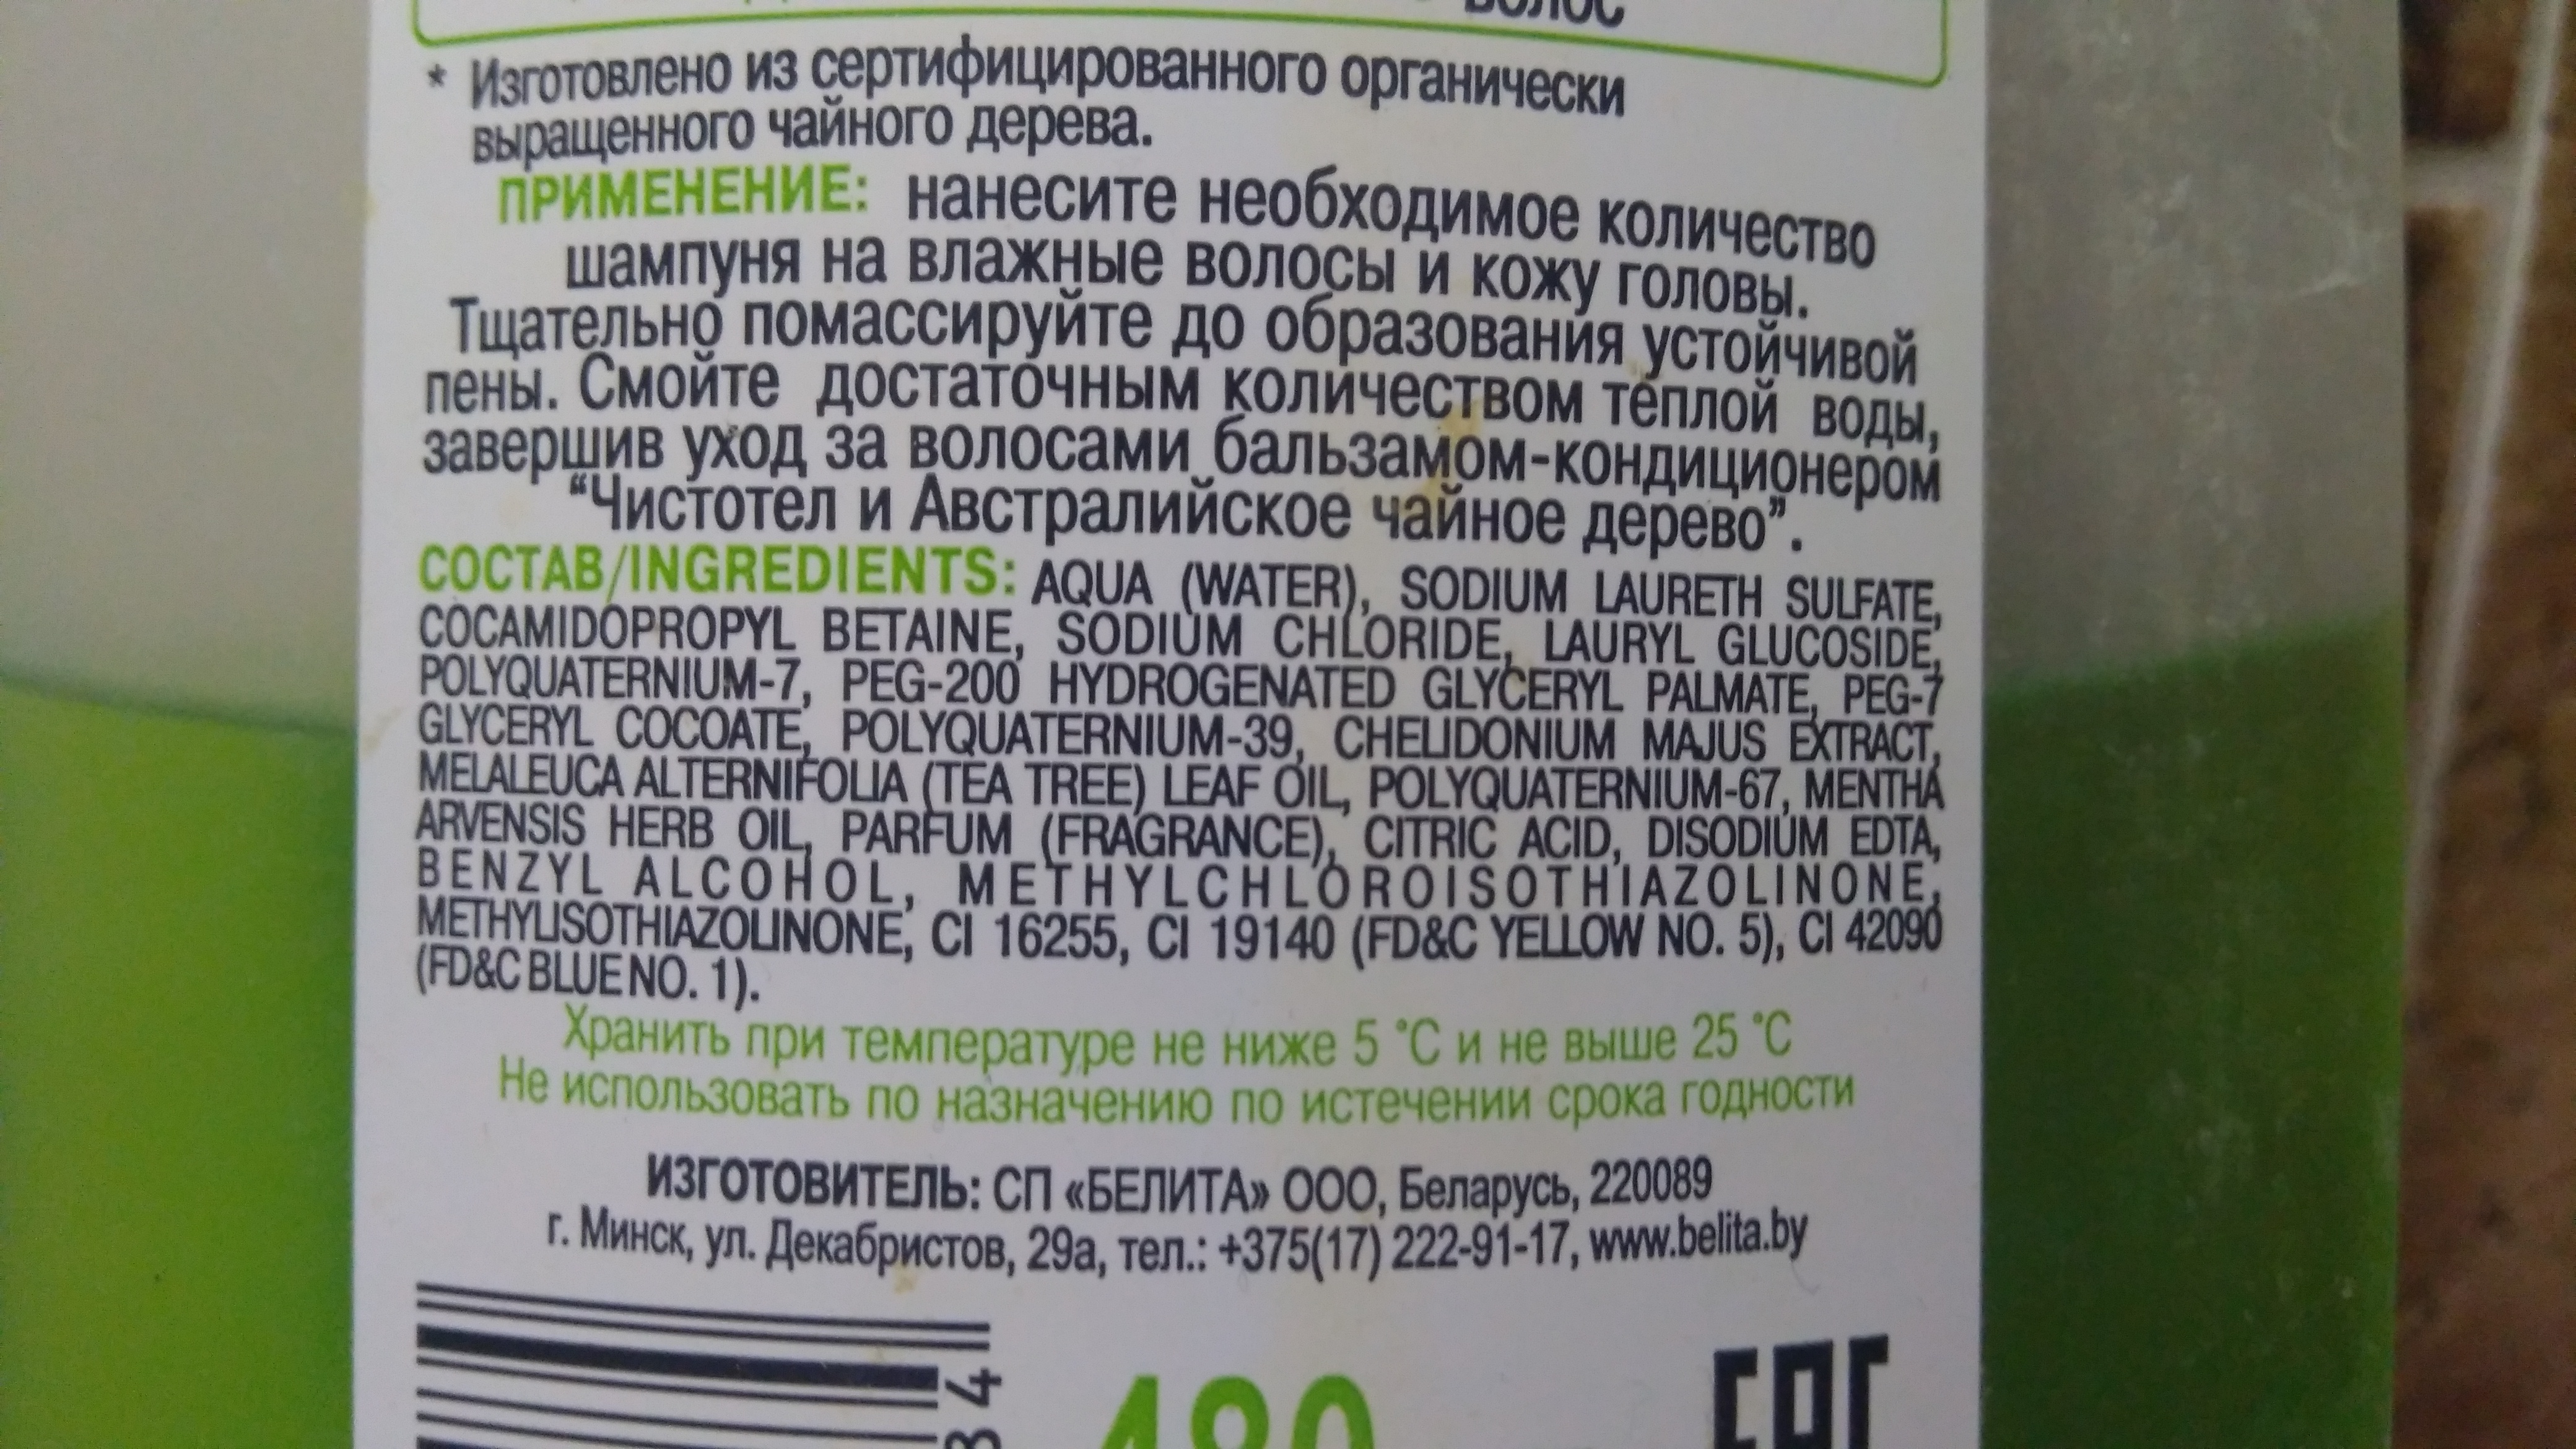 волос
* Изготовлено из сертифицированного органически
выращенного чайного дерева.
ПРИМЕНЕНИЕ: нанесите необходимое количество
шампуня на влажные волосы и кожу головы.
Тщательно помассируйте до образования устойчивой
пены. Смойте достаточным количеством теплой воды,
завершив уход за волосами бальзамом-кондиционером
“Чистотел и Австралийское чайное дерево”.
СОСТАВ/INGREDIENTS: AQUA (WATER), SODIUM LAURETH SULFATE,
COCAMIDOPROPYL BETAINE, SODIUM CHLORIDE, LAURYL GLUCOSIDE,
POLYQUATERNIUM-7, PEG-200 HYDROGENATED GLYCERYL PALMATE, PEG-7
GLYCERYL COCOATE, POLYQUATERNIUM-39, CHELIDONIUM MAJUS EXTRACT,
MELALEUCA ALTERNIFOLIA (TEA TREE) LEAF OIL, POLYQUATERNIUM-67, MENTHA
ARVENSIS HERB OIL, PARFUM (FRAGRANCE), CITRIC ACID, DISODIUM EDTA,
BENZYL ALCOHOL, METHYLCHLOROISOTHIAZOLINONE,
METHYLISOTHIAZOLINONE, CI 16255, CI 19140 (FD&C YELLOW NO. 5), CI 42090
(FD&C BLUE NO. 1).
Хранить при температуре не ниже 5 °С и не выше 25 °С
Не использовать по назначению по истечении срока годности
ИЗГОТОВИТЕЛЬ: СП «БЕЛИТА» ООО, Беларусь, 220089
г. Минск, ул. Декабристов, 29а, тел.: +375(17) 222-91-17, www.belita.by
84
480
EAC